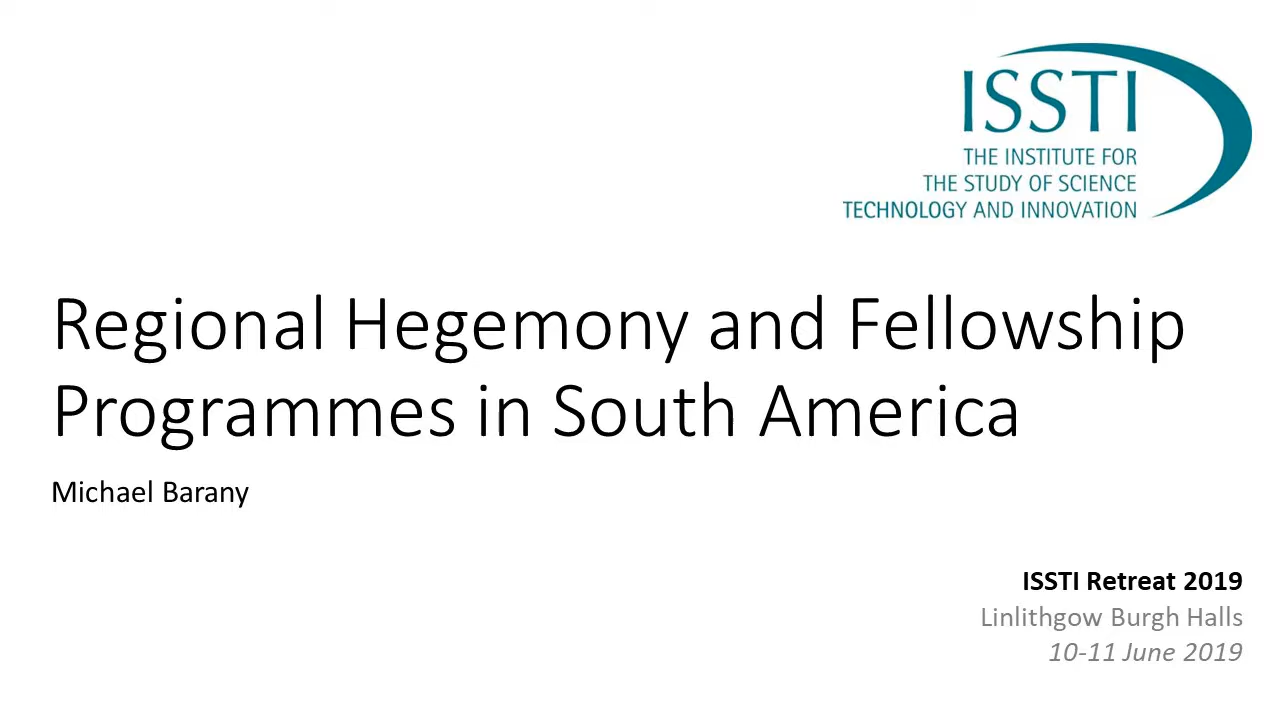 ISSTI
THE INSTITUTE FOR
THE STUDY OF SCIENCE
TECHNOLOGY AND INNOVATION
Regional Hegemony and Fellowship
Programmes in South America
Michael Barany
ISSTI Retreat 2019
Linlithgow Burgh Halls
10-11 June 2019